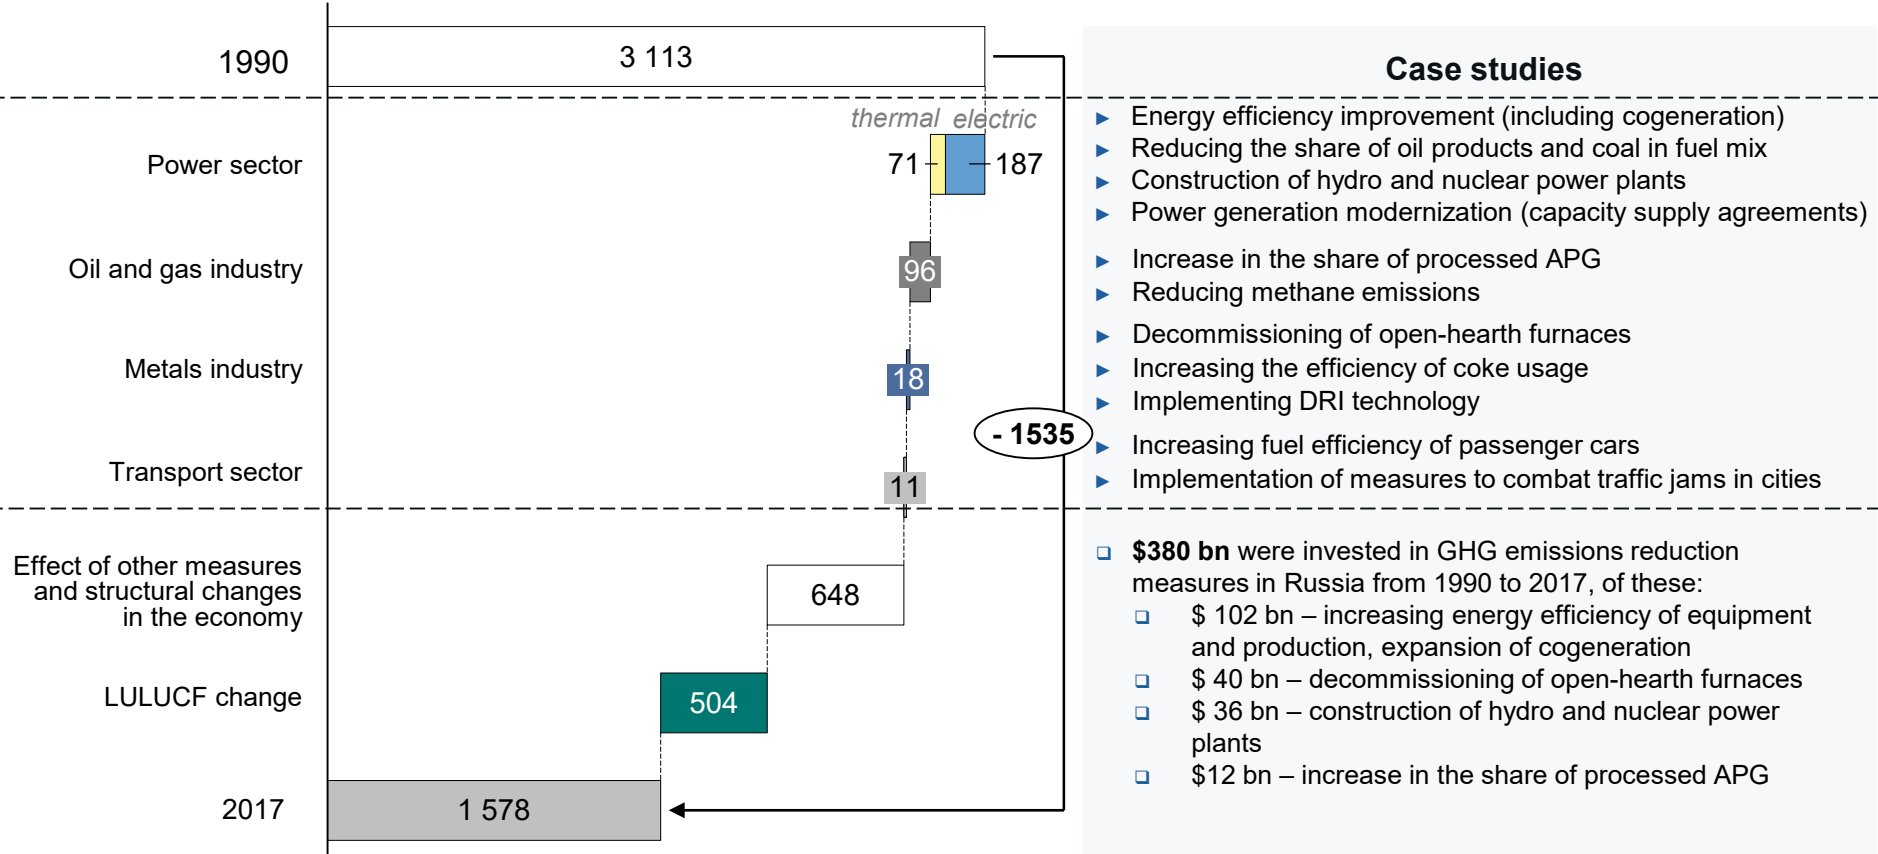 1990
3 113
Case studies
thermal electric
Power sector
71
187
► Energy efficiency improvement (including cogeneration)
► Reducing the share of oil products and coal in fuel mix
► Construction of hydro and nuclear power plants
► Power generation modernization (capacity supply agreements)
Oil and gas industry
96
► Increase in the share of processed APG
► Reducing methane emissions
Metals industry
18
► Decommissioning of open-hearth furnaces
► Increasing the efficiency of coke usage
► Implementing DRI technology
- 1535
Transport sector
11
► Increasing fuel efficiency of passenger cars
► Implementation of measures to combat traffic jams in cities
Effect of other measures
and structural changes
in the economy
648
LULUCF change
504
2017
1 578
❑ $380 bn were invested in GHG emissions reduction
measures in Russia from 1990 to 2017, of these:
❑ $ 102 bn – increasing energy efficiency of equipment
and production, expansion of cogeneration
❑ $ 40 bn – decommissioning of open-hearth furnaces
❑ $ 36 bn – construction of hydro and nuclear power
plants
❑ $12 bn – increase in the share of processed APG